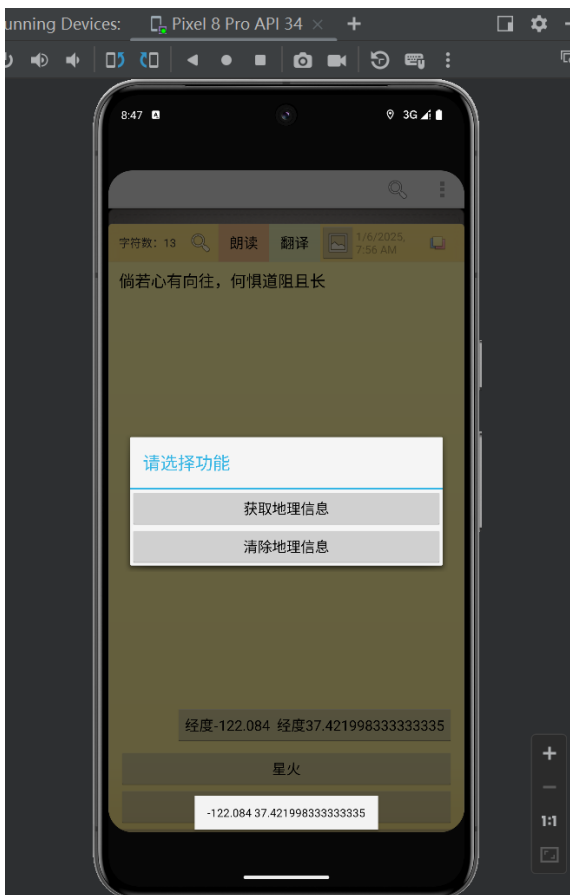 unning Devices:
Pixel 8 Pro API 34
8:47
3G
字符数：13
朗读
翻译
1/6/2025,
7:56 AM
倘若心有向往，何惧道阻且长
请选择功能
获取地理信息
清除地理信息
经度-122.084 经度37.421998333333335
星火
-122.084 37.421998333333335
1:1